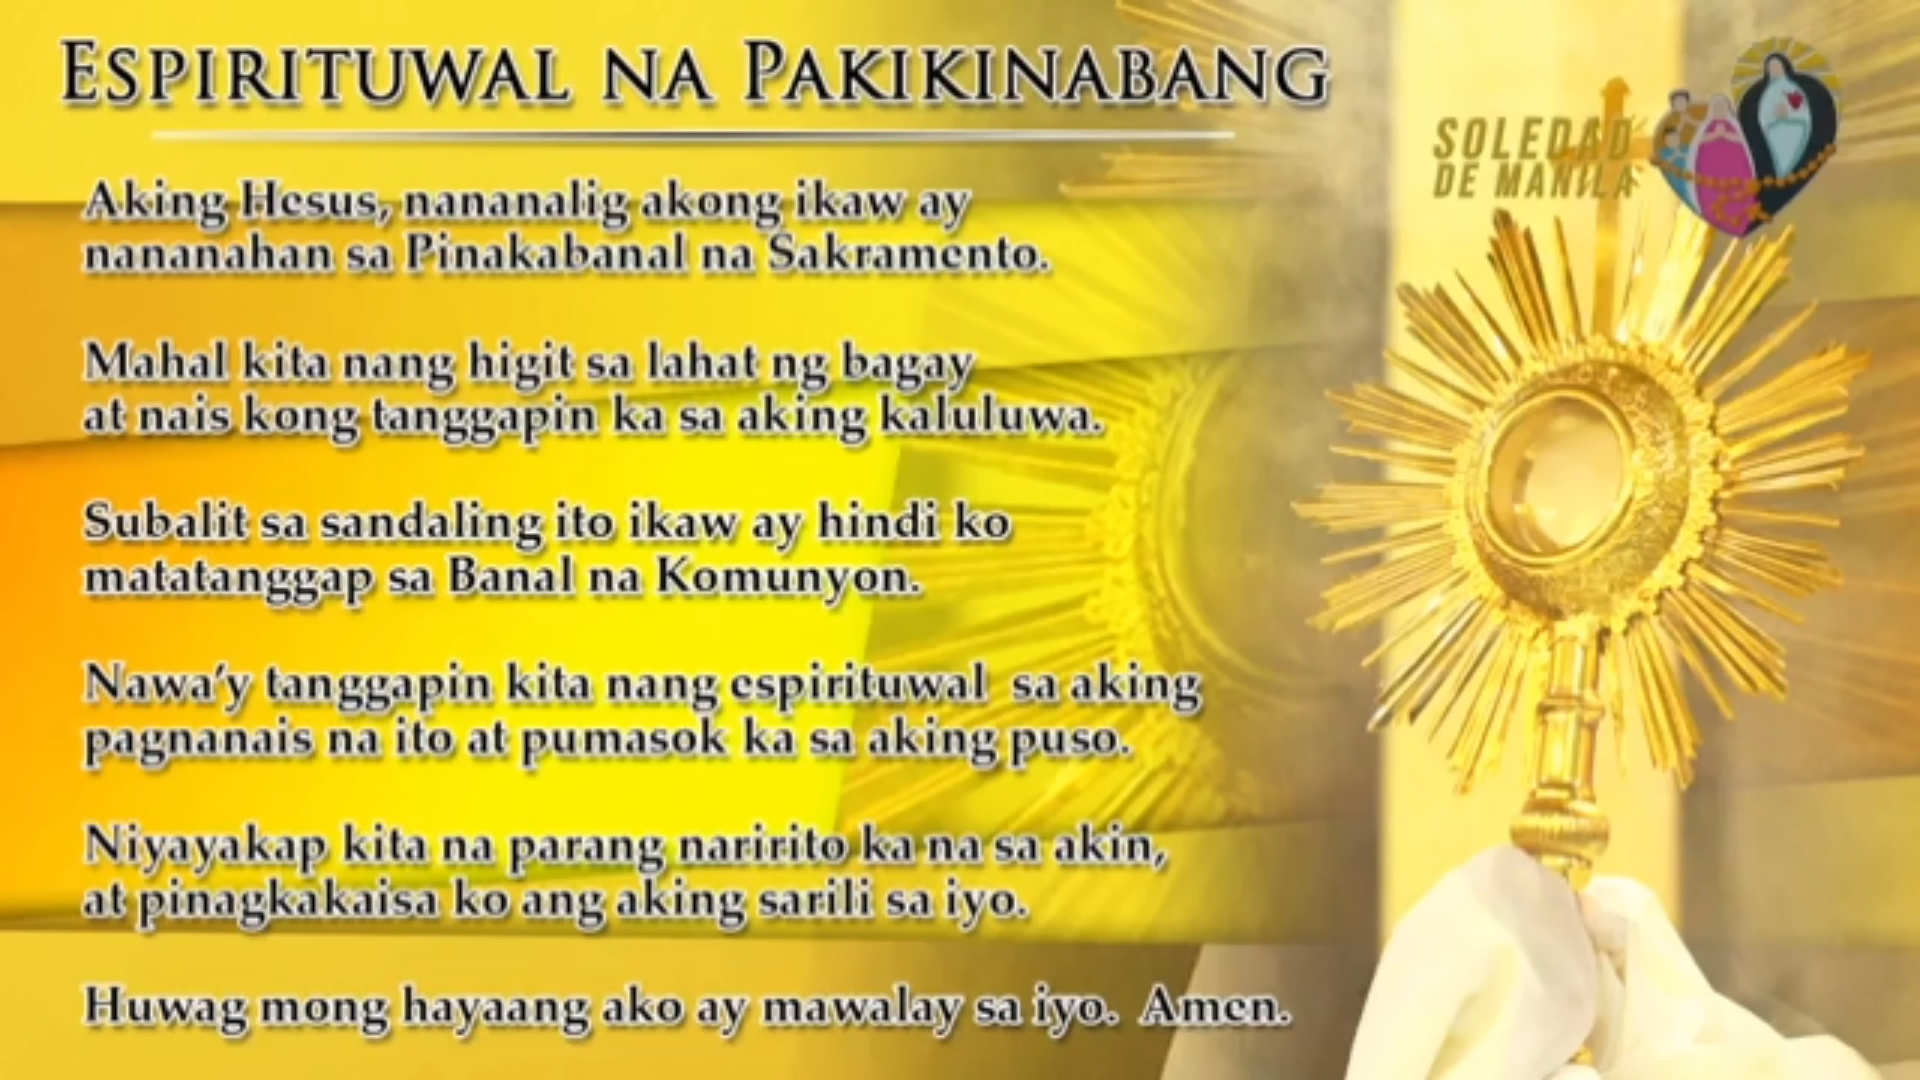 ESPIRITUWAL NA PAKIKINABANG
SOLEDAD
DE MANILA
Aking Hesus, nananalig akong ikaw ay
nananahan sa Pinakabanal na Sakramento.
Mahal kita nang higit sa lahat ng bagay
at nais kong tanggapin ka sa aking kaluluwa.
Subalit sa sandaling ito ikaw ay hindi ko
matatanggap sa Banal na Komunyon.
Nawa'y tanggapin kita nang espirituwal sa aking
pagnanais na ito at pumasok ka sa aking puso.
Niyayakap kita na parang naririto ka na sa akin,
at pinagkakaisa ko ang aking sarili sa iyo.
Huwag mong hayaang ako ay mawalay sa iyo. Amen.